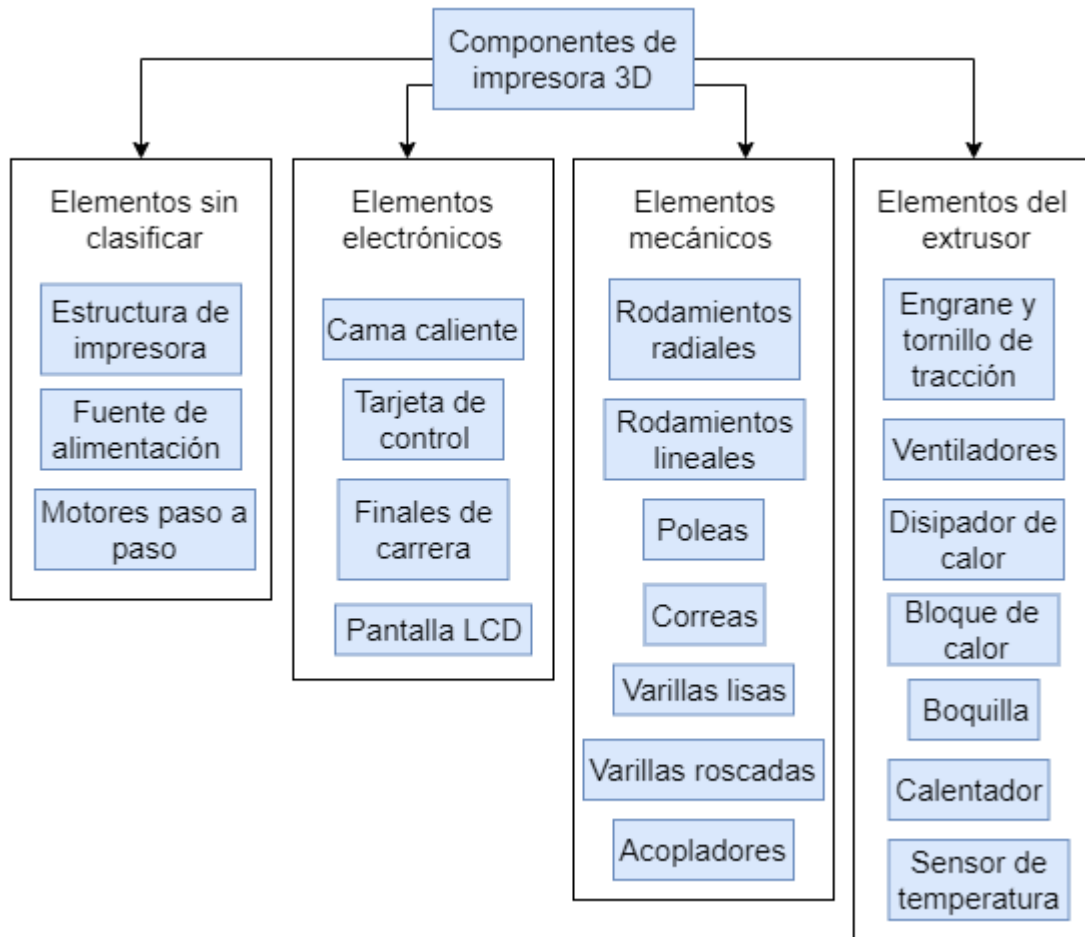 Componentes de
impresora 3D
Elementos sin
clasificar
Estructura de
impresora
Fuente de
alimentación
Motores paso a
paso
Elementos
electrónicos
Cama caliente
Tarjeta de
control
Finales de
carrera
Pantalla LCD
Elementos
mecánicos
Rodamientos
radiales
Rodamientos
lineales
Poleas
Correas
Varillas lisas
Varillas roscadas
Acopladores
Elementos del
extrusor
Engrane y
tornillo de
tracción
Ventiladores
Disipador de
calor
Bloque de
calor
Boquilla
Calentador
Sensor de
temperatura